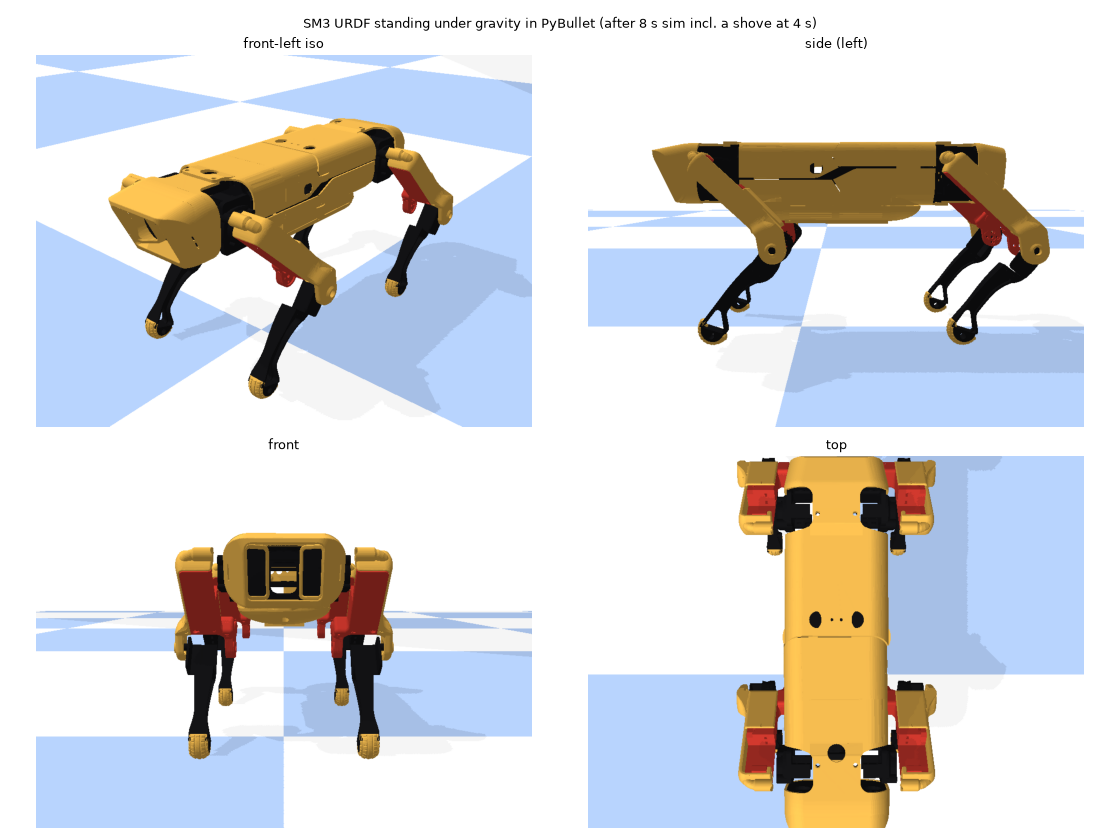 SM3 URDF standing under gravity in PyBullet (after 8 s sim incl. a shove at 4 s)
front-left iso
side (left)
front
top